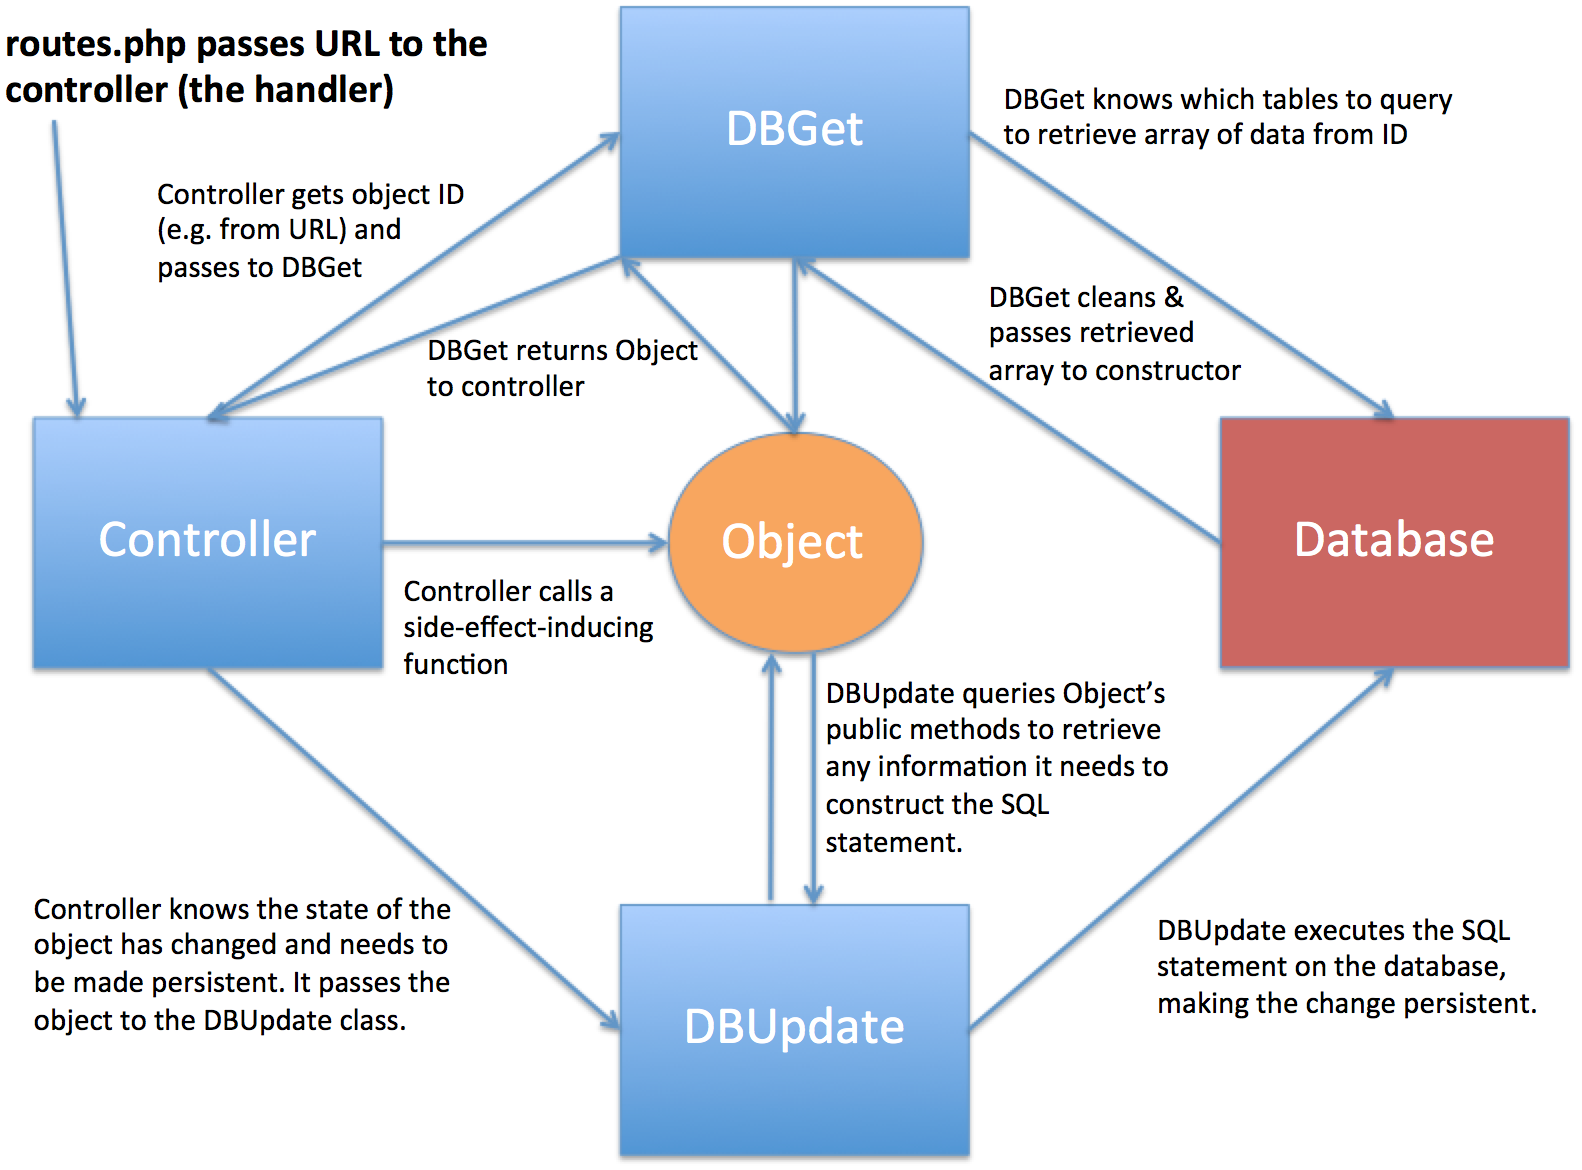 routes.php passes URL to the
controller (the handler)
DBGet
DBGet knows which tables to query
to retrieve array of data from ID
Controller gets object ID
(e.g. from URL) and
passes to DBGet
DBGet cleans &
passes retrieved
array to constructor
DBGet returns Object
to controller
Controller
Object
Database
Controller calls a
side-effect-inducing
function
DBUpdate queries Object’s
public methods to retrieve
any information it needs to
construct the SQL
statement.
Controller knows the state of the
object has changed and needs to
be made persistent. It passes the
object to the DBUpdate class.
DBUpdate
DBUpdate executes the SQL
statement on the database,
making the change persistent.